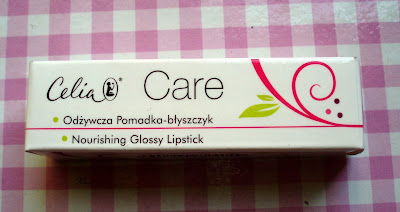 Celia® Care
Odżywcza Pomadka-błyszczyk
Nourishing Glossy Lipstick